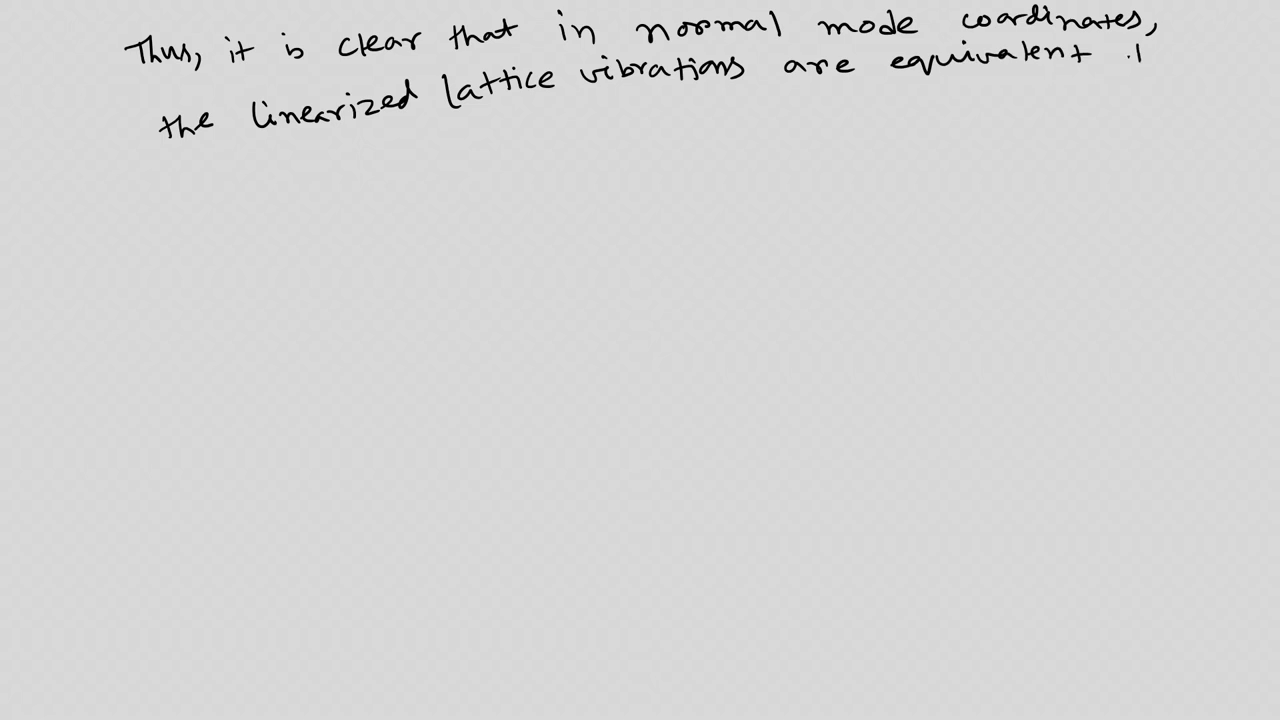 Thus, it is clear that in normal mode coordinates,
the linearized lattice vibrations are equivalent